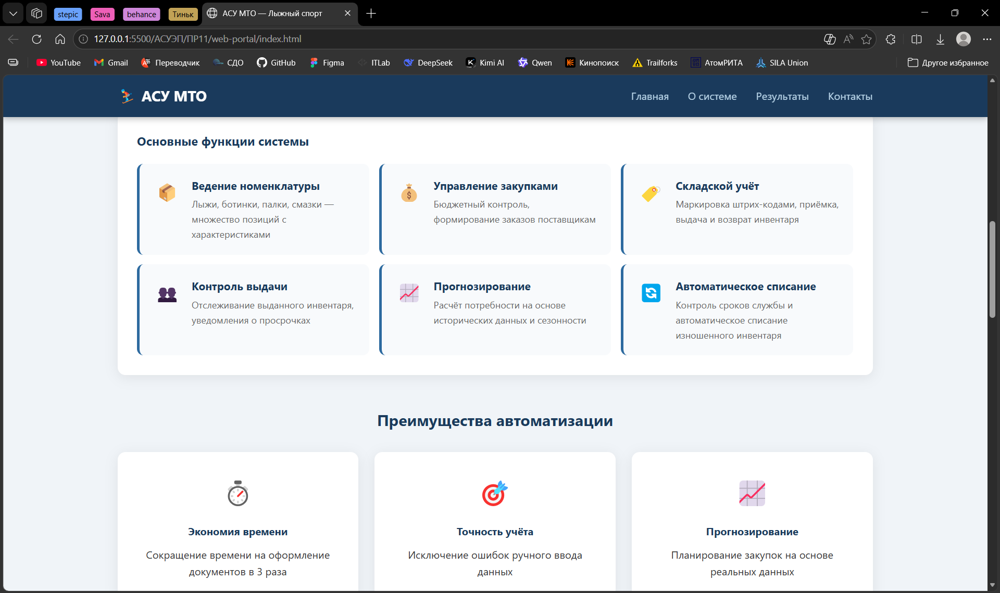 stepic
Sava
behance
Тиньк
АСУ МТО — Лыжный спорт
127.0.0.1:5500/АСУЭП/ПР11/web-portal/index.html
YouTube
Gmail
Переводчик
СДО
GitHub
Figma
ITLab
DeepSeek
Kimi AI
Qwen
Кинопоиск
Trailforks
АтомРИТА
SILA Union
Другое избранное
АСУ МТО
Главная
О системе
Результаты
Контакты
Основные функции системы
Ведение номенклатуры
Лыжи, ботинки, палки, смазки —
множество позиций с
характеристиками
Управление закупками
Бюджетный контроль,
формирование заказов поставщикам
Складской учёт
Маркировка штрих-кодами, приёмка,
выдача и возврат инвентаря
Контроль выдачи
Отслеживание выданного инвентаря,
уведомления о просрочках
Прогнозирование
Расчёт потребности на основе
исторических данных и сезонности
Автоматическое списание
Контроль сроков службы и
автоматическое списание
изношенного инвентаря
Преимущества автоматизации
Экономия времени
Сокращение времени на оформление
документов в 3 раза
Точность учёта
Исключение ошибок ручного ввода
данных
Прогнозирование
Планирование закупок на основе
реальных данных